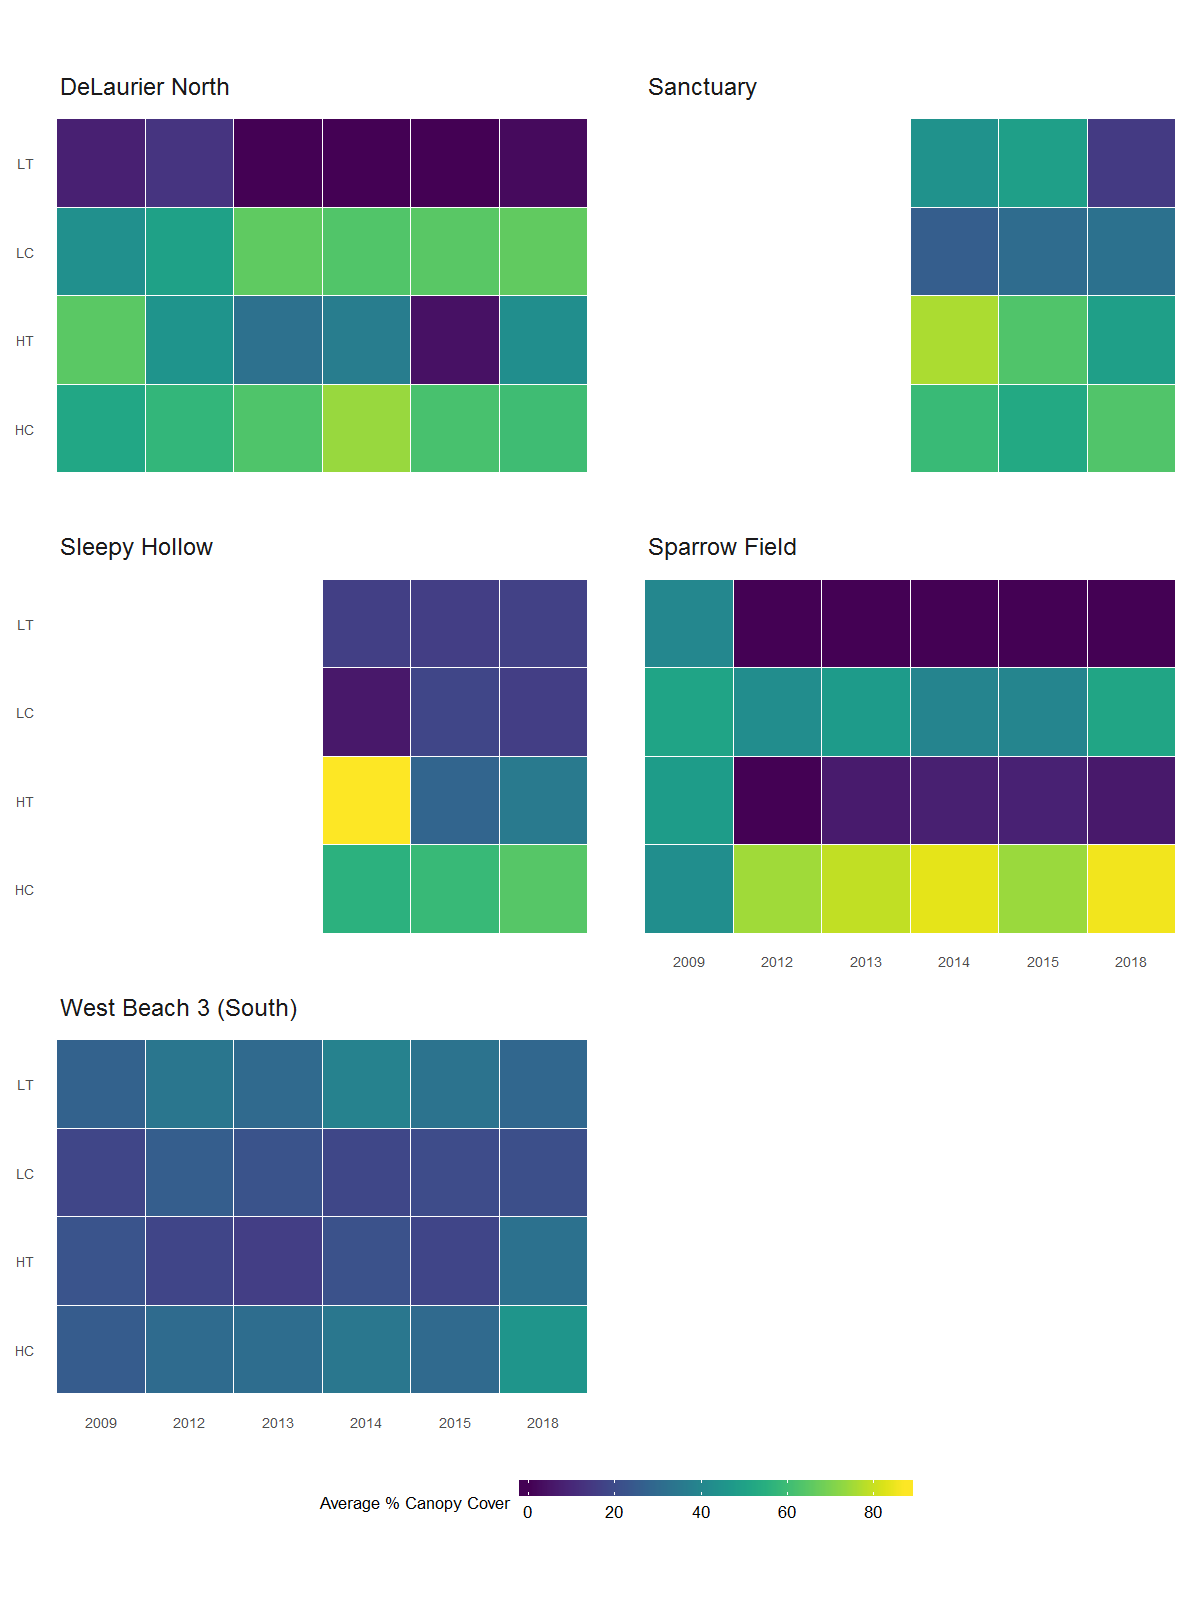 DeLaurier North
Sanctuary
LT
LC
HT
HC
Sleepy Hollow
Sparrow Field
LT
LC
HT
HC
2009 2012 2013 2014 2015 2018
West Beach 3 (South)
LT
LC
HT
HC
2009 2012 2013 2014 2015 2018
Average % Canopy Cover
0 20 40 60 80